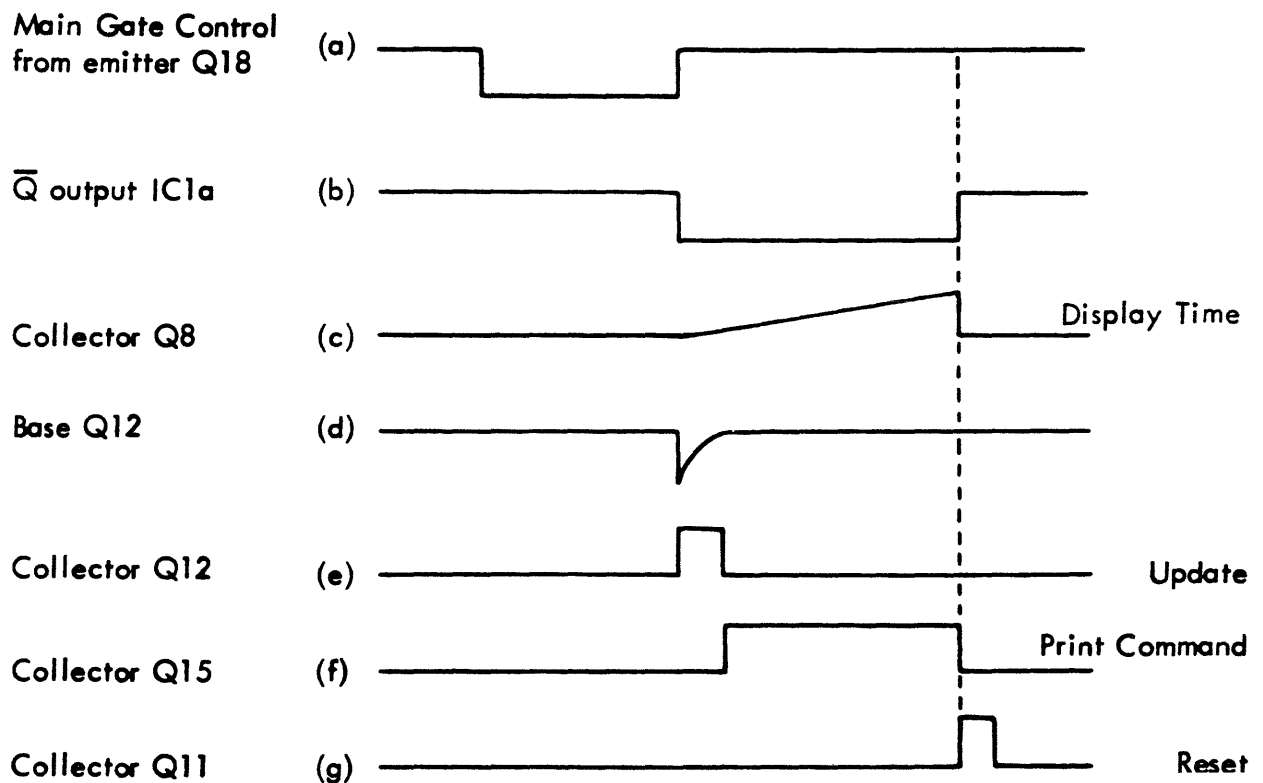 Main Gate Control
from emitter Q18 (a)
Q̅ output IC1a (b)
Collector Q8 (c) Display Time
Base Q12 (d)
Collector Q12 (e) Update
Collector Q15 (f) Print Command
Collector Q11 (g) Reset